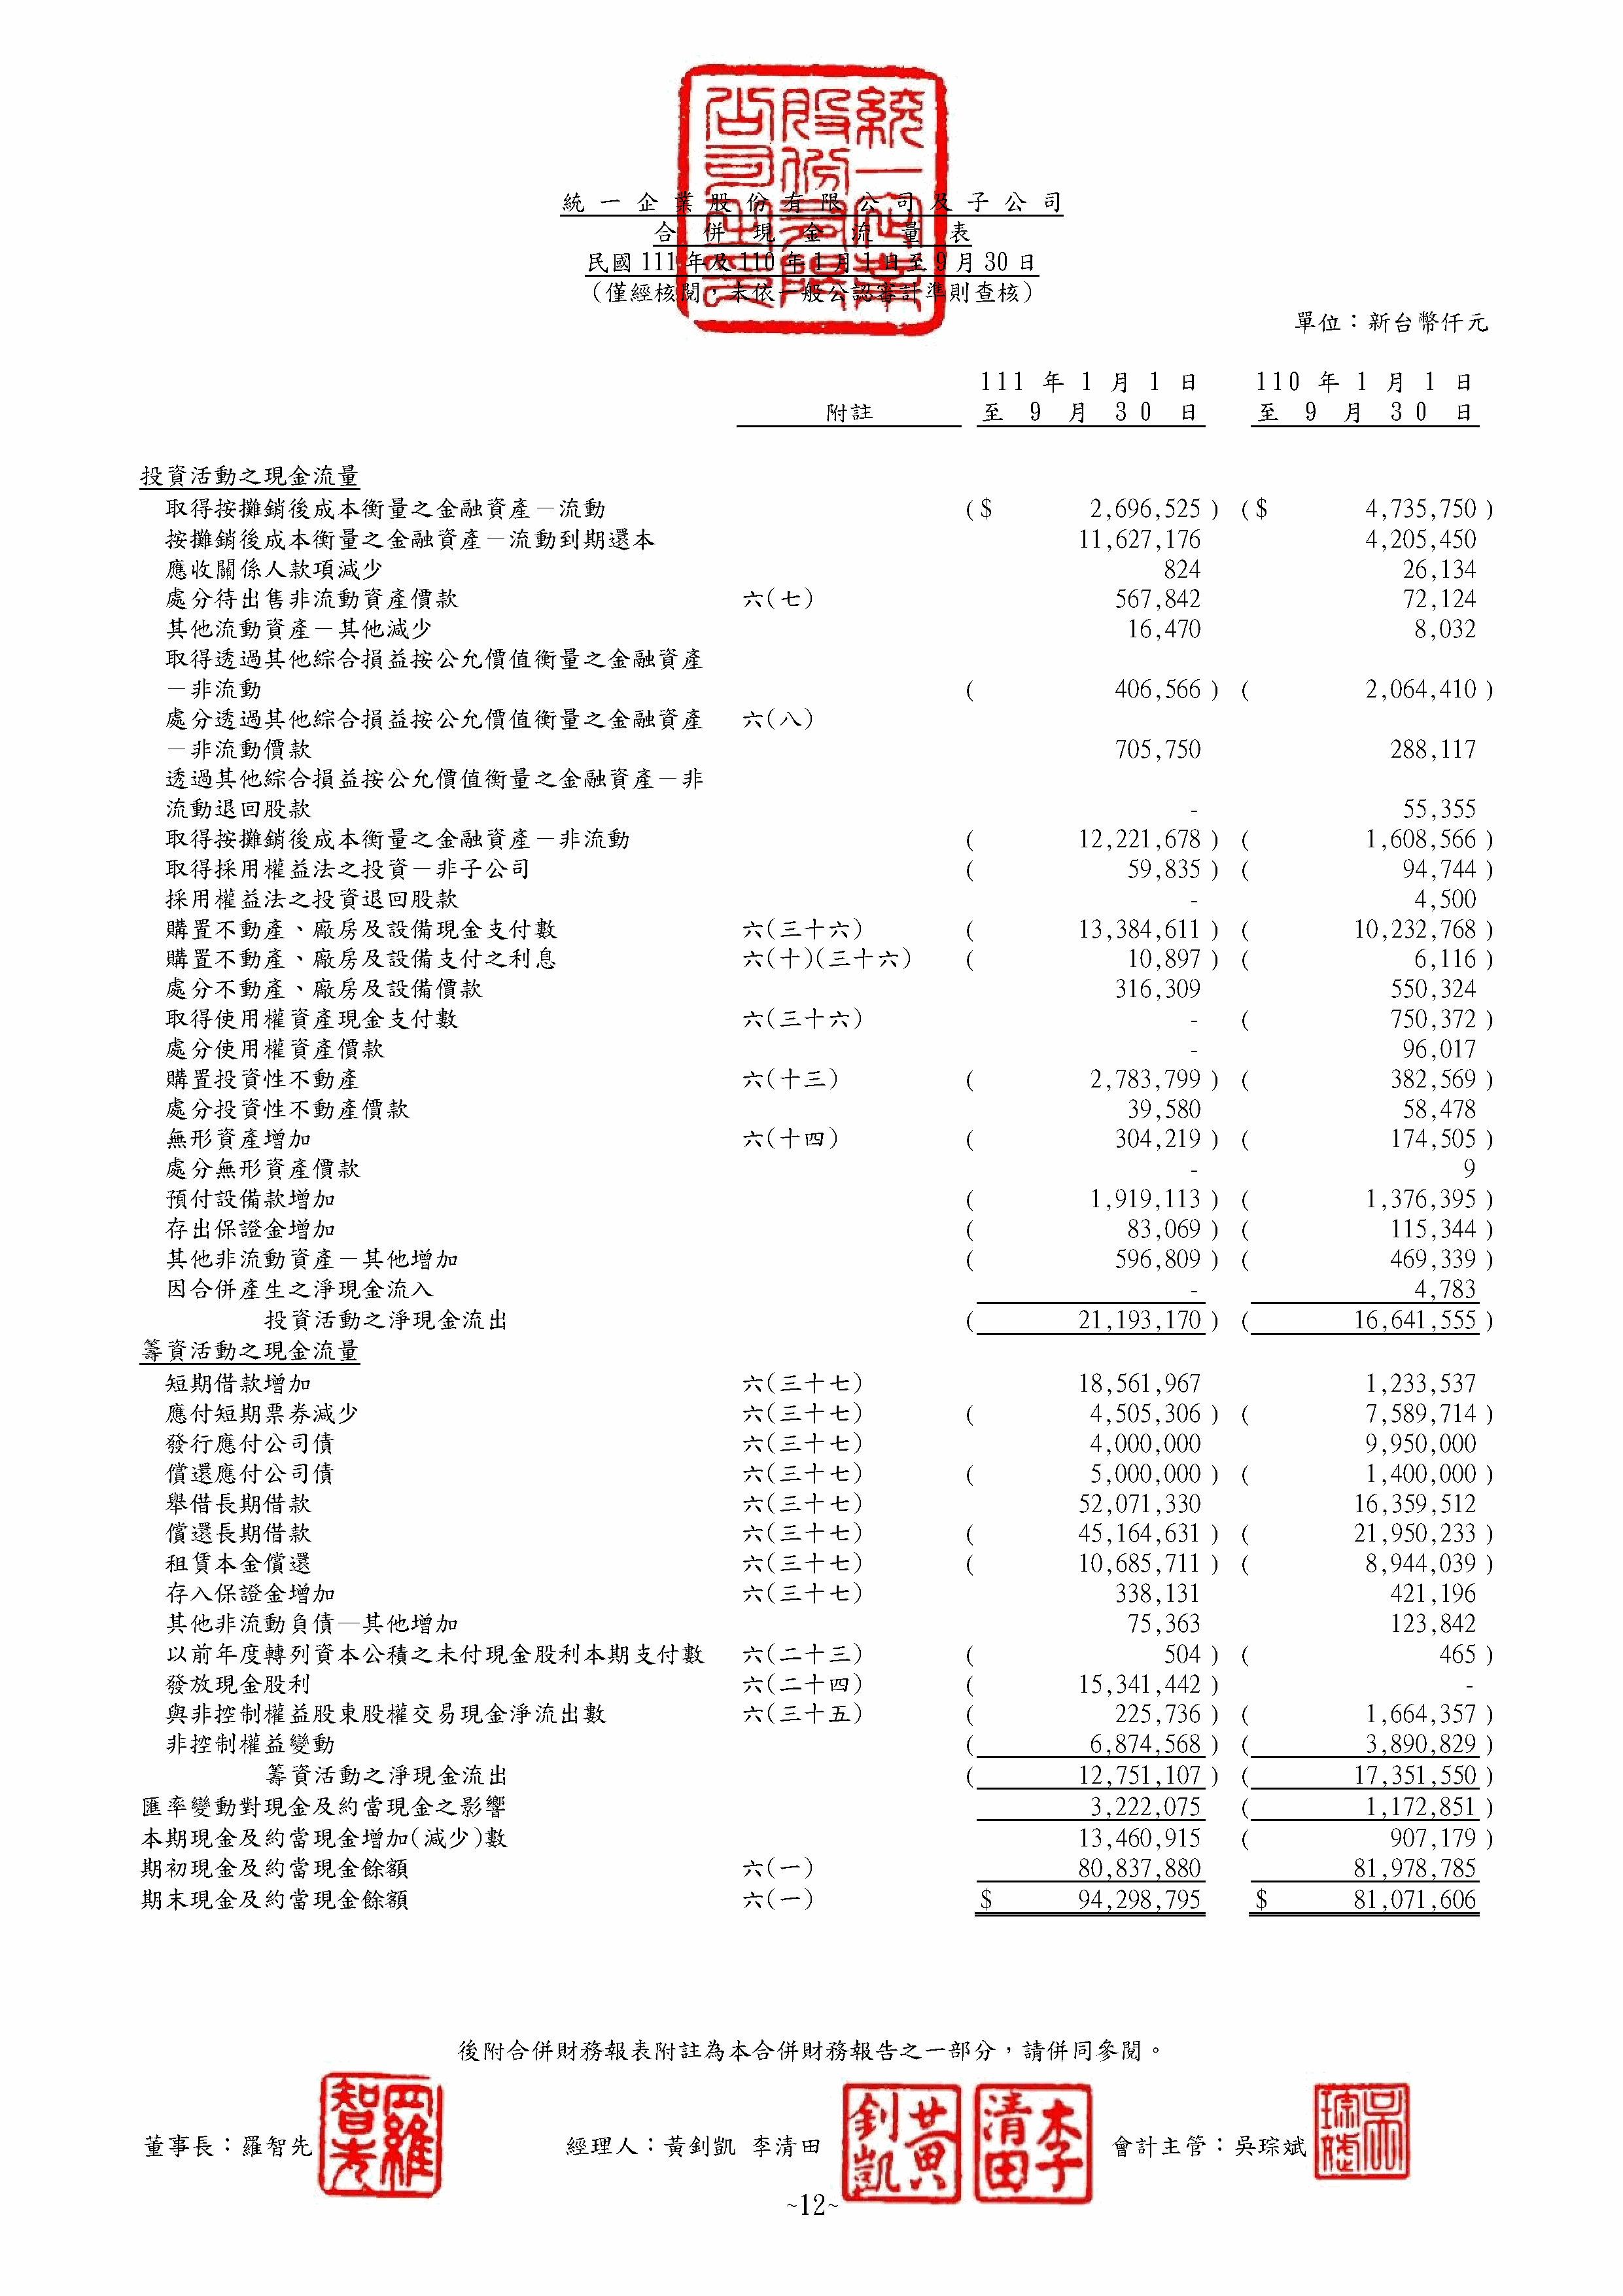 統一企業股份有限公司及子公司
合併現金流量表
民國 111 年及 110 年 1 月 1 日至 9 月 30 日
（僅經核閱，未依一般公認審計準則查核）
單位：新台幣仟元
111 年 1 月 1 日 110 年 1 月 1 日
附註 至 9 月 30 日 至 9 月 30 日
投資活動之現金流量
取得按攤銷後成本衡量之金融資產－流動 ($ 2,696,525 ) ($ 4,735,750 )
按攤銷後成本衡量之金融資產－流動到期還本 11,627,176 4,205,450
應收關係人款項減少 824 26,134
處分待出售非流動資產價款 六(七) 567,842 72,124
其他流動資產－其他減少 16,470 8,032
取得透過其他綜合損益按公允價值衡量之金融資產
－非流動 ( 406,566 ) ( 2,064,410 )
處分透過其他綜合損益按公允價值衡量之金融資產 六(八)
－非流動價款 705,750 288,117
透過其他綜合損益按公允價值衡量之金融資產－非
流動退回股款 - 55,355
取得按攤銷後成本衡量之金融資產－非流動 ( 12,221,678 ) ( 1,608,566 )
取得採用權益法之投資－非子公司 ( 59,835 ) ( 94,744 )
採用權益法之投資退回股款 - 4,500
購置不動產、廠房及設備現金支付數 六(三十六) ( 13,384,611 ) ( 10,232,768 )
購置不動產、廠房及設備支付之利息 六(十)(三十六) ( 10,897 ) ( 6,116 )
處分不動產、廠房及設備價款 316,309 550,324
取得使用權資產現金支付數 六(三十六) - ( 750,372 )
處分使用權資產價款 - 96,017
購置投資性不動產 六(十三) ( 2,783,799 ) ( 382,569 )
處分投資性不動產價款 39,580 58,478
無形資產增加 六(十四) ( 304,219 ) ( 174,505 )
處分無形資產價款 - 9
預付設備款增加 ( 1,919,113 ) ( 1,376,395 )
存出保證金增加 ( 83,069 ) ( 115,344 )
其他非流動資產－其他增加 ( 596,809 ) ( 469,339 )
因合併產生之淨現金流入 - 4,783
投資活動之淨現金流出 ( 21,193,170 ) ( 16,641,555 )
籌資活動之現金流量
短期借款增加 六(三十七) 18,561,967 1,233,537
應付短期票券減少 六(三十七) ( 4,505,306 ) ( 7,589,714 )
發行應付公司債 六(三十七) 4,000,000 9,950,000
償還應付公司債 六(三十七) ( 5,000,000 ) ( 1,400,000 )
舉借長期借款 六(三十七) 52,071,330 16,359,512
償還長期借款 六(三十七) ( 45,164,631 ) ( 21,950,233 )
租賃本金償還 六(三十七) ( 10,685,711 ) ( 8,944,039 )
存入保證金增加 六(三十七) 338,131 421,196
其他非流動負債—其他增加 75,363 123,842
以前年度轉列資本公積之未付現金股利本期支付數 六(二十三) ( 504 ) ( 465 )
發放現金股利 六(二十四) ( 15,341,442 ) -
與非控制權益股東股權交易現金淨流出數 六(三十五) ( 225,736 ) ( 1,664,357 )
非控制權益變動 ( 6,874,568 ) ( 3,890,829 )
籌資活動之淨現金流出 ( 12,751,107 ) ( 17,351,550 )
匯率變動對現金及約當現金之影響 3,222,075 ( 1,172,851 )
本期現金及約當現金增加(減少)數 13,460,915 ( 907,179 )
期初現金及約當現金餘額 六(一) 80,837,880 81,978,785
期末現金及約當現金餘額 六(一) $ 94,298,795 $ 81,071,606
後附合併財務報表附註為本合併財務報告之一部分，請併同參閱。
董事長：羅智先 經理人：黃釗凱 李清田 會計主管：吳琮斌
~12~